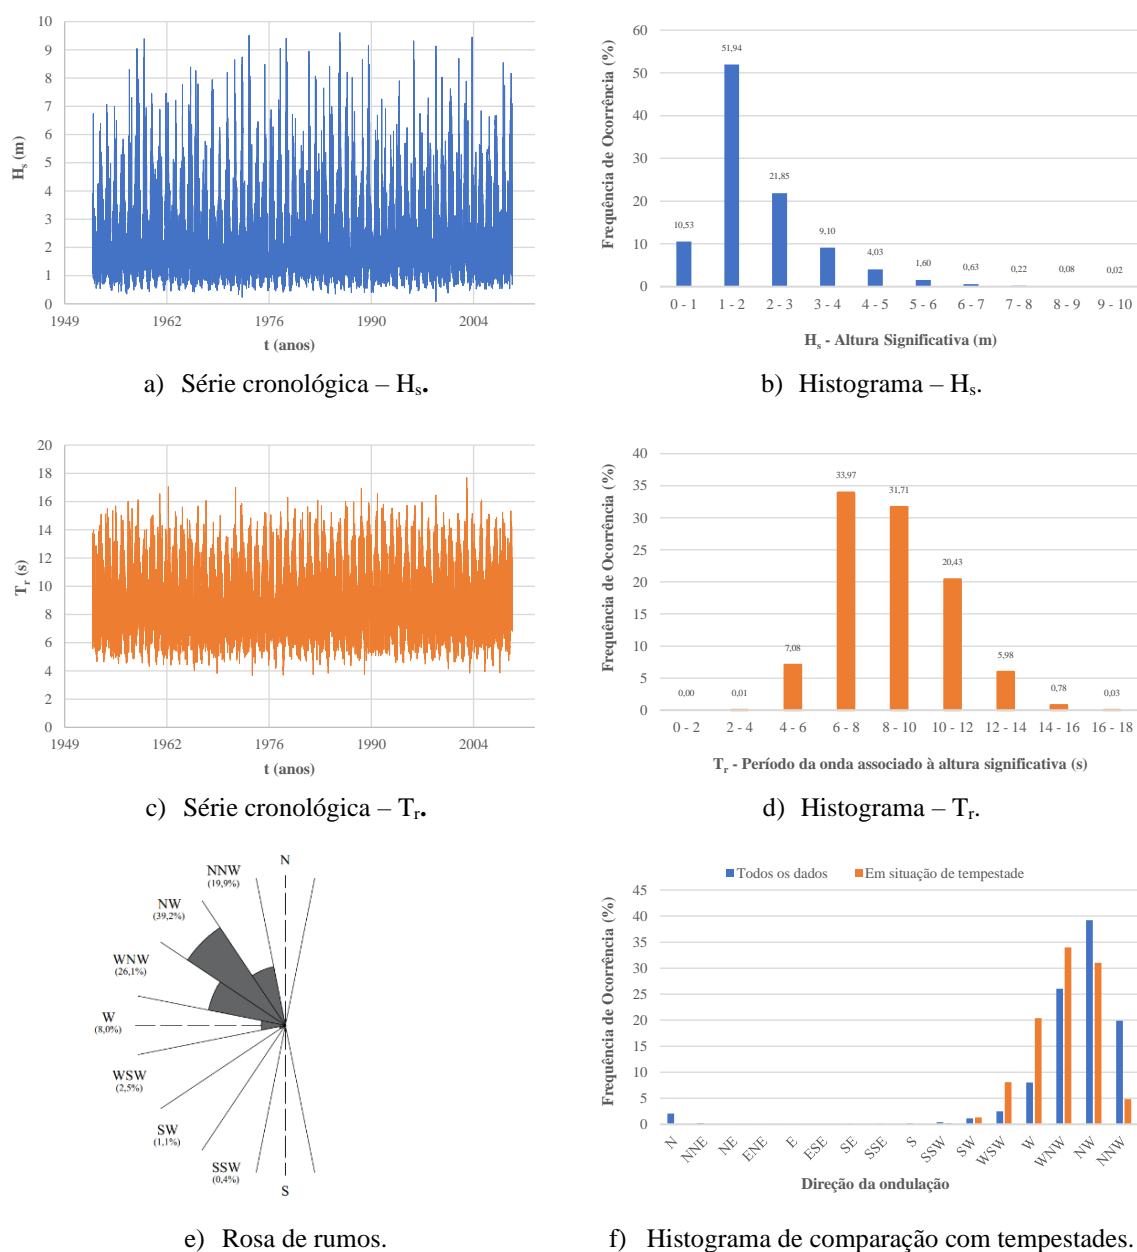 10
9
8
7
6
5
4
3
2
1
0
H_s (m)
1949 1962 1976 1990 2004
t (anos)
a) Série cronológica – H_s.
60
50
40
30
20
10
0
Frequência de Ocorrência (%)
10,53 51,94 21,85 9,10 4,03 1,60 0,63 0,22 0,08 0,02
0 - 1 1 - 2 2 - 3 3 - 4 4 - 5 5 - 6 6 - 7 7 - 8 8 - 9 9 - 10
H_s - Altura Significativa (m)
b) Histograma – H_s.
20
18
16
14
12
10
8
6
4
2
0
T_r (s)
1949 1962 1976 1990 2004
t (anos)
c) Série cronológica – T_r.
40
35
30
25
20
15
10
5
0
Frequência de Ocorrência (%)
0,00 0,01 7,08 33,97 31,71 20,43 5,98 0,78 0,03
0 - 2 2 - 4 4 - 6 6 - 8 8 - 10 10 - 12 12 - 14 14 - 16 16 - 18
T_r - Período da onda associado à altura significativa (s)
d) Histograma – T_r.
N
NNW
(19,9%)
NW
(39,2%)
WNW
(26,1%)
W
(8,0%)
WSW
(2,5%)
SW
(1,1%)
SSW
(0,4%)
S
e) Rosa de rumos.
Todos os dados Em situação de tempestade
45
40
35
30
25
20
15
10
5
0
Frequência de Ocorrência (%)
N NNE NE ENE E ESE SE SSE S SSW SW WSW W WNW NW NNW
Direção da ondulação
f) Histograma de comparação com tempestades.